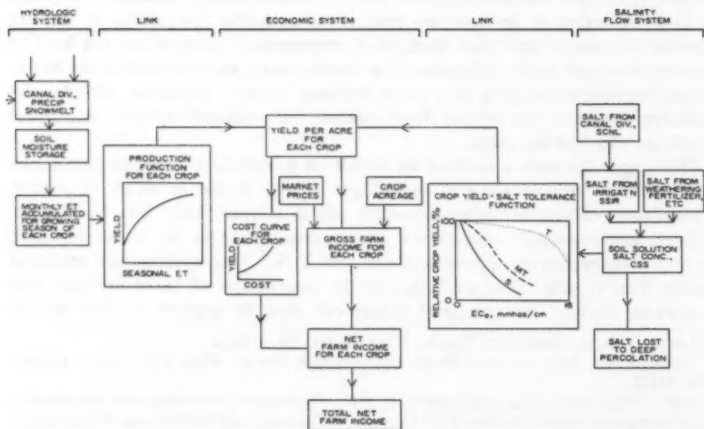 HYDROLOGIC
SYSTEM
LINK
ECONOMIC SYSTEM
LINK
SALINITY
FLOW SYSTEM
CANAL DIV.,
PRECIP
SNOWMELT
SOIL
MOISTURE
STORAGE
MONTHLY ET
ACCUMULATED
FOR GROWING
SEASON OF
EACH CROP
PRODUCTION
FUNCTION
FOR EACH CROP
YIELD
SEASONAL ET
YIELD PER ACRE
FOR
EACH CROP
MARKET
PRICES
CROP
ACREAGE
COST CURVE
FOR
EACH CROP
YIELD
COST
GROSS FARM
INCOME FOR
EACH CROP
NET
FARM INCOME
FOR EACH CROP
TOTAL NET
FARM INCOME
CROP YIELD - SALT TOLERANCE
FUNCTION
RELATIVE CROP YIELD, %
100
T
MT
S
0
0
ECe, mmhos/cm
SALT FROM
CANAL DIV.,
SCNL
SALT FROM
IRRIGAT'N
SSIR
SALT FROM
WEATHERING
FERTILIZER,
ETC
SOIL SOLUTION
SALT CONC.,
CSS
SALT LOST
TO DEEP
PERCOLATION